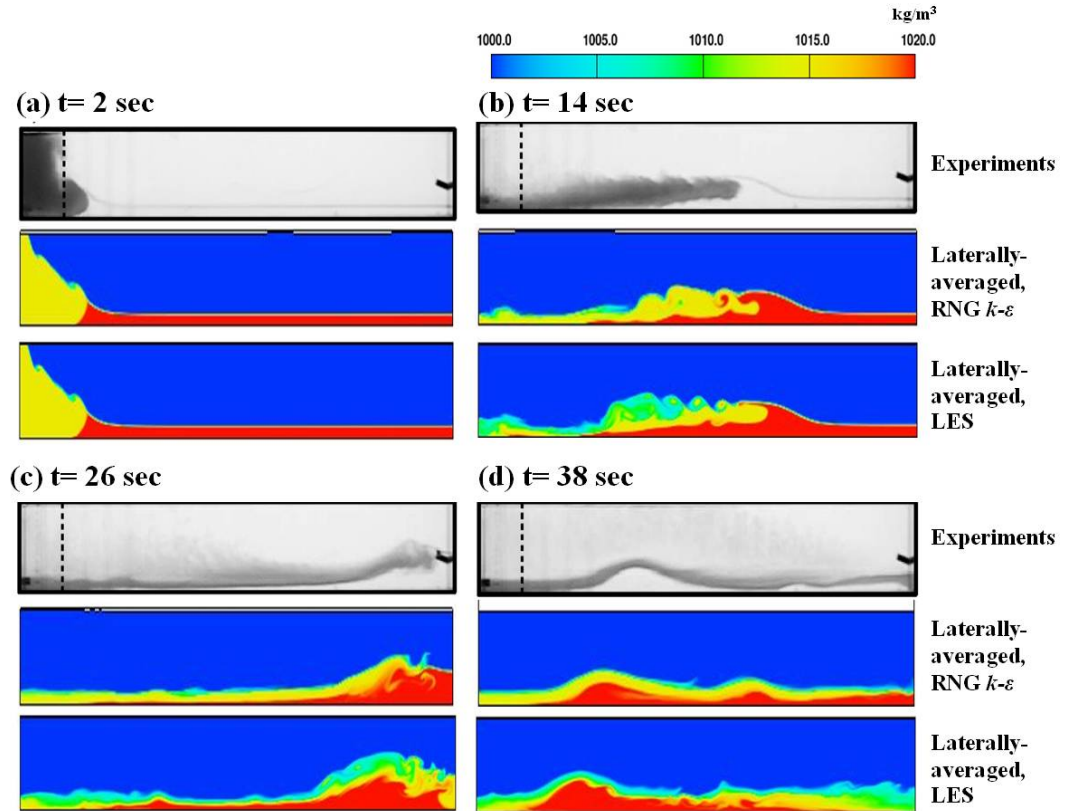 kg/m³
1000.0 1005.0 1010.0 1015.0 1020.0
(a) t= 2 sec
(b) t= 14 sec
Experiments
Laterally-
averaged,
RNG k-ε
Laterally-
averaged,
LES
(c) t= 26 sec
(d) t= 38 sec
Experiments
Laterally-
averaged,
RNG k-ε
Laterally-
averaged,
LES